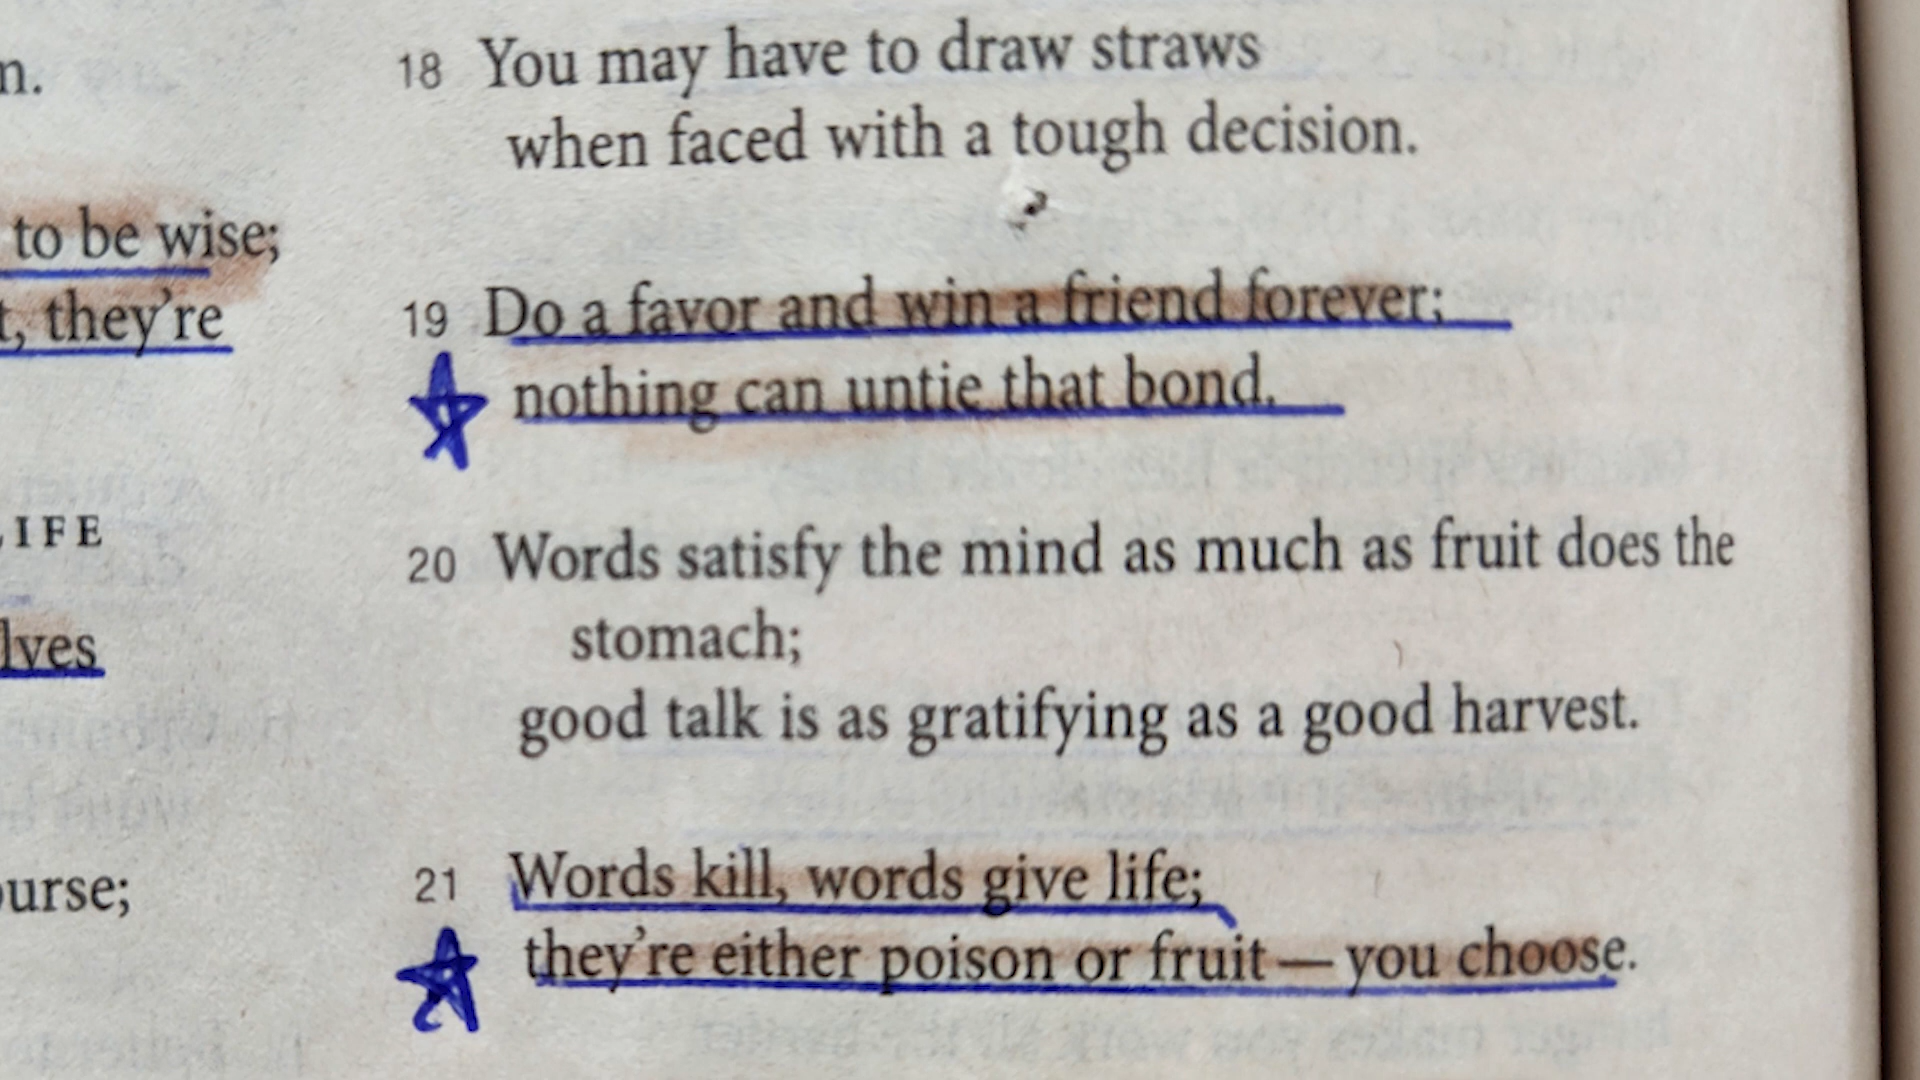 n.
to be wise;
t, they're
LIFE
lves
ourse;
18 You may have to draw straws
when faced with a tough decision.
19 Do a favor and win a friend forever;
nothing can untie that bond.
20 Words satisfy the mind as much as fruit does the
stomach;
good talk is as gratifying as a good harvest.
21 Words kill, words give life;
they're either poison or fruit—you choose.